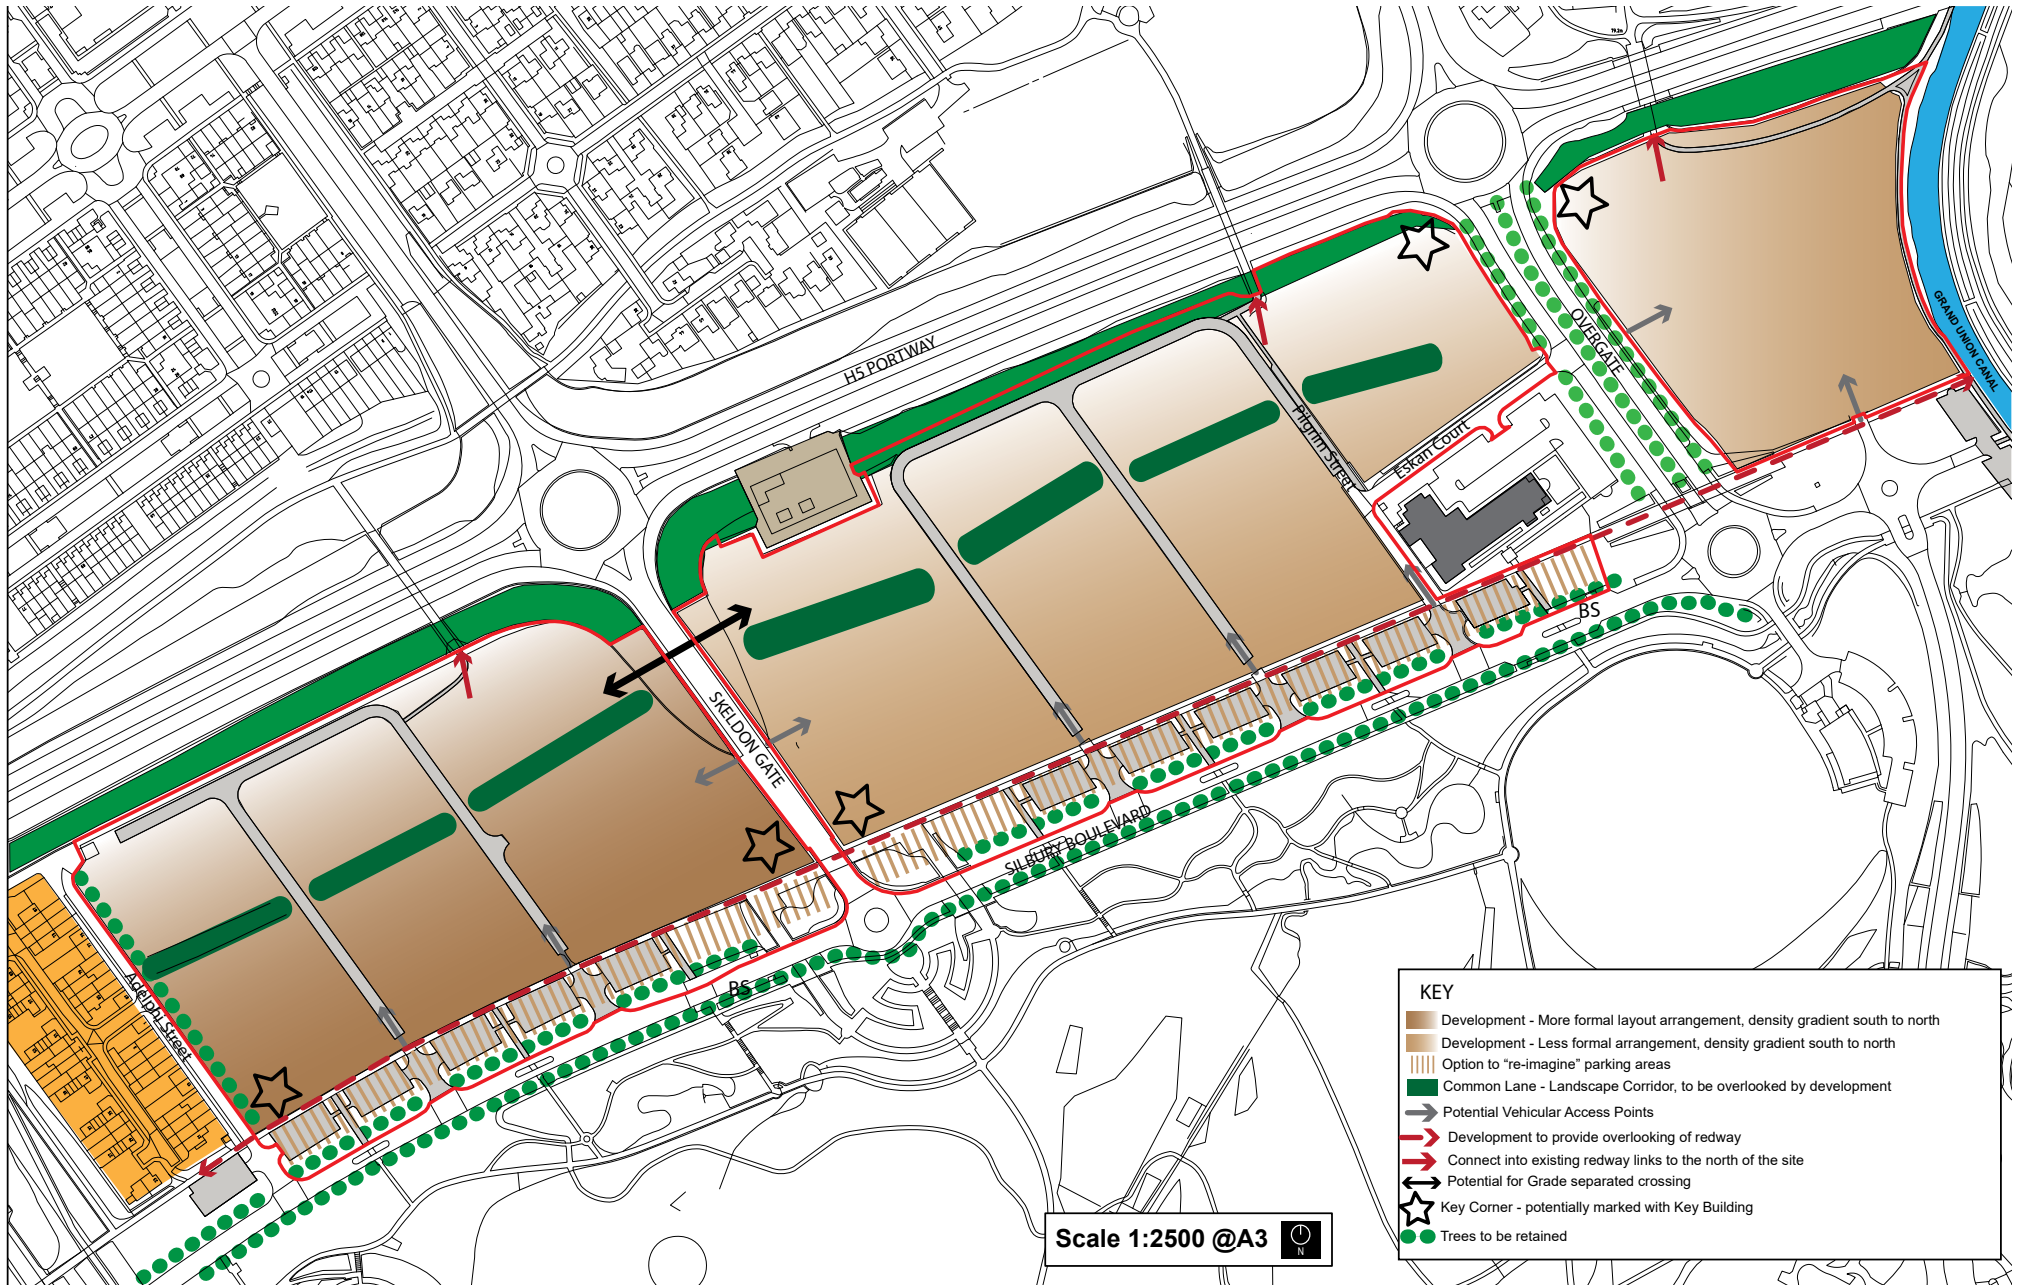 H5 PORTWAY
OVERGATE
GRAND UNION CANAL
Pilgrim Street
Eskan Court
SKELDON GATE
BS
SILBURY BOULEVARD
BS
Adelphi Street
KEY
Development - More formal layout arrangement, density gradient south to north
Development - Less formal arrangement, density gradient south to north
Option to “re-imagine” parking areas
Common Lane - Landscape Corridor, to be overlooked by development
Potential Vehicular Access Points
Development to provide overlooking of redway
Connect into existing redway links to the north of the site
Potential for Grade separated crossing
Key Corner - potentially marked with Key Building
Trees to be retained
Scale 1:2500 @A3
N